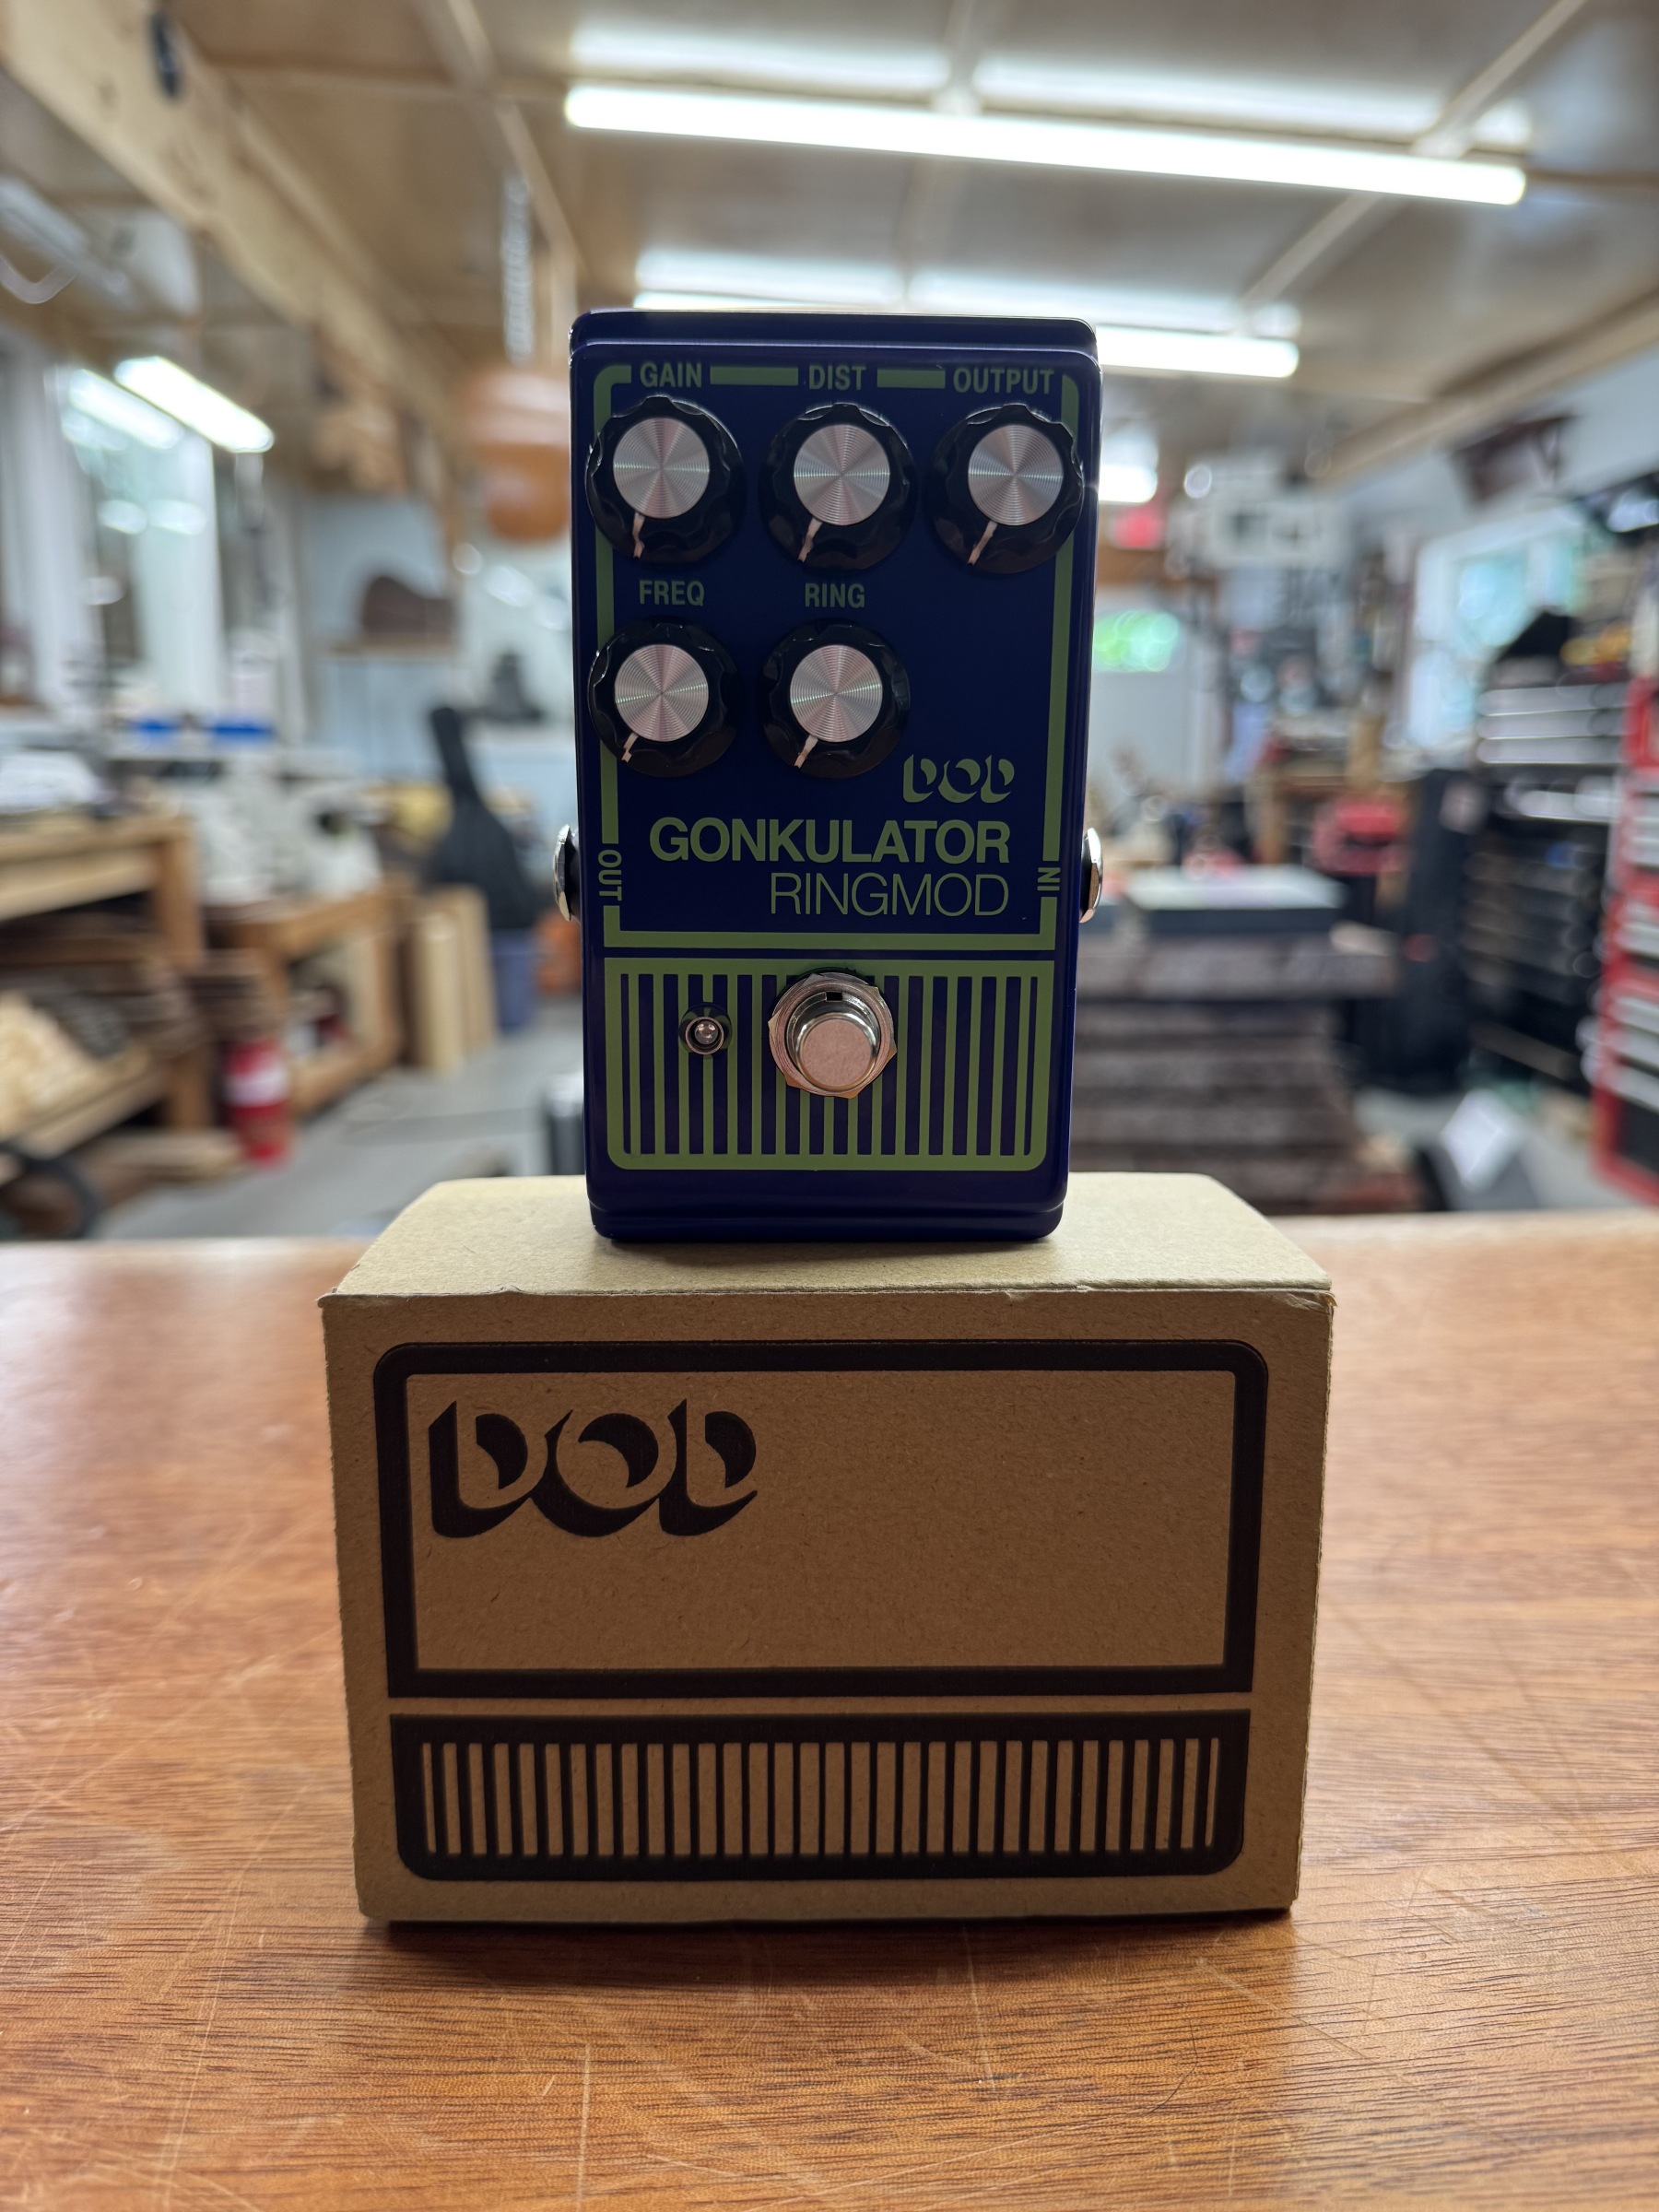 GAIN DIST OUTPUT
FREQ RING
DOD
GONKULATOR
OUT
IN
RINGMOD
DOD